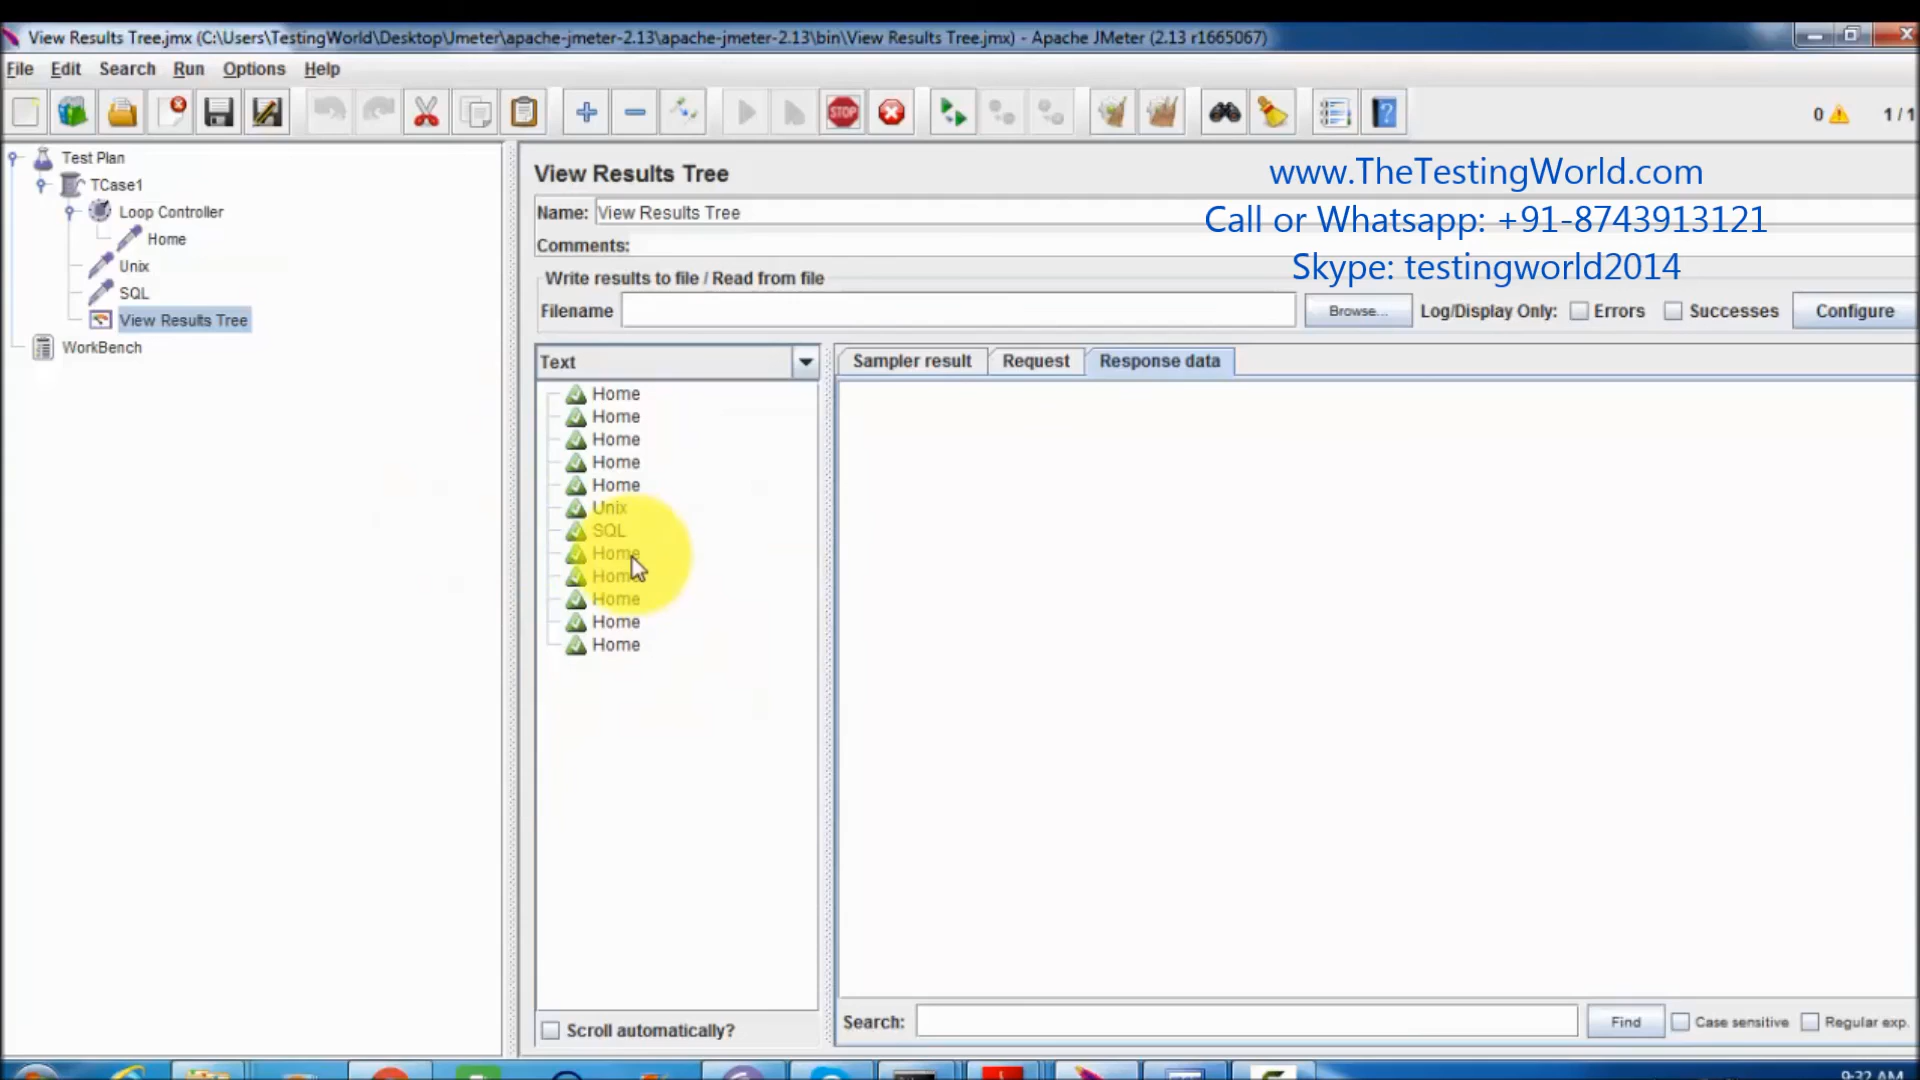 View Results Tree.jmx (C:\Users\TestingWorld\Desktop\Jmeter\apache-jmeter-2.13\apache-jmeter-2.13\bin\View Results Tree.jmx) - Apache JMeter (2.13 r1665067)
File Edit Search Run Options Help
STOP
?
0 1 / 1
Test Plan
TCase1
Loop Controller
Home
Unix
SQL
View Results Tree
WorkBench
View Results Tree
www.TheTestingWorld.com
Name: View Results Tree
Call or Whatsapp: +91-8743913121
Comments:
Skype: testingworld2014
Write results to file / Read from file
Filename Browse... Log/Display Only: Errors Successes Configure
Text
Sampler result Request Response data
Home
Home
Home
Home
Home
Unix
SQL
Home
Home
Home
Home
Home
Scroll automatically?
Search: Find Case sensitive Regular exp.
9:32 AM